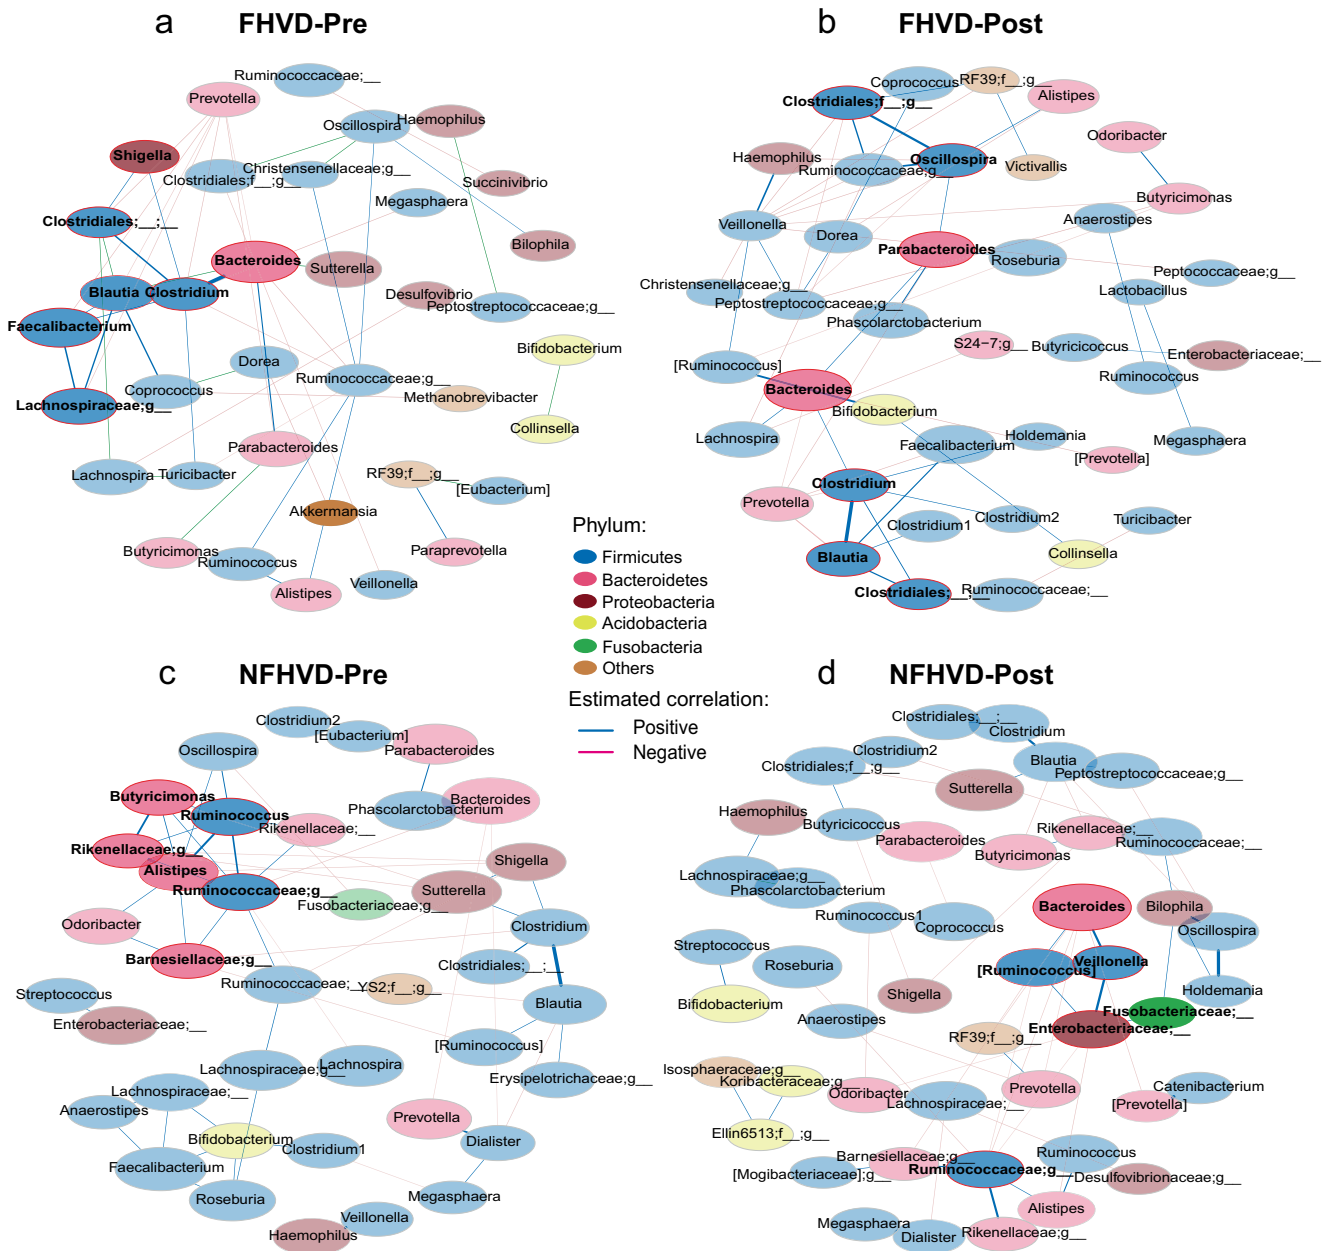 a FHVD-Pre
Ruminococcaceae;__
Prevotella
Oscillospira
Haemophilus
Shigella
Christensenellaceae;g__
Clostridiales;f__;g__
Succinivibrio
Megasphaera
Clostridiales;__;__
Bilophila
Bacteroides
Sutterella
Blautia
Clostridium
Desulfovibrio
Peptostreptococcaceae;g__
Faecalibacterium
Bifidobacterium
Dorea
Ruminococcaceae;g__
Coprococcus
Methanobrevibacter
Lachnospiraceae;g__
Collinsella
Parabacteroides
Lachnospira
Turicibacter
RF39;f__;g__
[Eubacterium]
Akkermansia
Butyricimonas
Ruminococcus
Paraprevotella
Veillonella
Alistipes
b FHVD-Post
Coprococcus
RF39;f__;g__
Clostridiales;f__;g__
Alistipes
Odoribacter
Haemophilus
Oscillospira
Ruminococcaceae;g__
Victivallis
Butyricimonas
Veillonella
Anaerostipes
Dorea
Parabacteroides
Roseburia
Peptococcaceae;g__
Christensenellaceae;g__
Lactobacillus
Peptostreptococcaceae;g__
Phascolarctobacterium
S24−7;g__
Butyricicoccus
Enterobacteriaceae;__
[Ruminococcus]
Ruminococcus
Bacteroides
Bifidobacterium
Lachnospira
Faecalibacterium
Holdemania
Megasphaera
[Prevotella]
Clostridium
Prevotella
Clostridium1
Clostridium2
Turicibacter
Blautia
Collinsella
Clostridiales;__;__
Ruminococcaceae;__
Phylum:
Firmicutes
Bacteroidetes
Proteobacteria
Acidobacteria
Fusobacteria
Others
Estimated correlation:
Positive
Negative
c NFHVD-Pre
Clostridium2
[Eubacterium]
Oscillospira
Parabacteroides
Butyricimonas
Bacteroides
Phascolarctobacterium
Ruminococcus
Rikenellaceae;__
Rikenellaceae;g__
Shigella
Alistipes
Ruminococcaceae;g__
Sutterella
Fusobacteriaceae;g__
Odoribacter
Clostridium
Barnesiellaceae;g__
Clostridiales;__;__
Ruminococcaceae;__
YS2;f__;g__
Streptococcus
Blautia
Enterobacteriaceae;__
[Ruminococcus]
Lachnospiraceae;g__
Lachnospira
Erysipelotrichaceae;g__
Lachnospiraceae;__
Anaerostipes
Prevotella
Bifidobacterium
Clostridium1
Dialister
Faecalibacterium
Roseburia
Megasphaera
Veillonella
Haemophilus
d NFHVD-Post
Clostridiales;__;__
Clostridium
Clostridium2
Blautia
Clostridiales;f__;g__
Peptostreptococcaceae;g__
Sutterella
Haemophilus
Butyricicoccus
Rikenellaceae;__
Parabacteroides
Ruminococcaceae;__
Butyricimonas
Lachnospiraceae;g__
Phascolarctobacterium
Bacteroides
Bilophila
Ruminococcus1
Coprococcus
Oscillospira
Streptococcus
Roseburia
Veillonella
[Ruminococcus]
Holdemania
Shigella
Bifidobacterium
Fusobacteriaceae;__
Anaerostipes
Enterobacteriaceae;__
RF39;f__;g__
Isosphaeraceae;g__
Koribacteraceae;g__
Prevotella
Catenibacterium
Odoribacter
Lachnospiraceae;__
[Prevotella]
Ellin6513;f__;g__
Barnesiellaceae;g__
Ruminococcus
[Mogibacteriaceae];g__
Ruminococcaceae;g__
Desulfovibrionaceae;g__
Alistipes
Megasphaera
Dialister
Rikenellaceae;g__